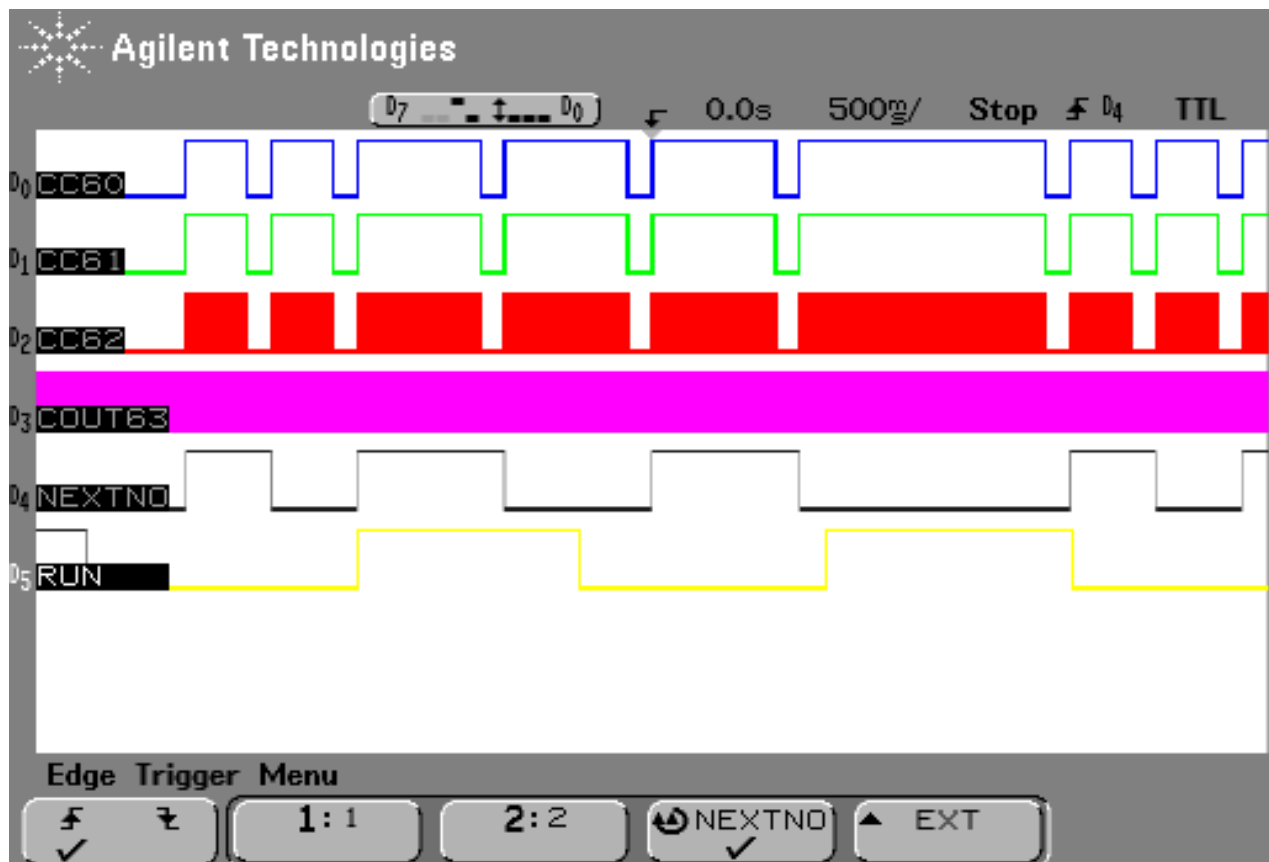 Agilent Technologies
D7 D0 0.0s 500ms/ Stop D4 TTL
D0 CC60
D1 CC61
D2 CC62
D3 COUT63
D4 NEXTNO
D5 RUN
Edge Trigger Menu
1: 1 2: 2 NEXTNO EXT